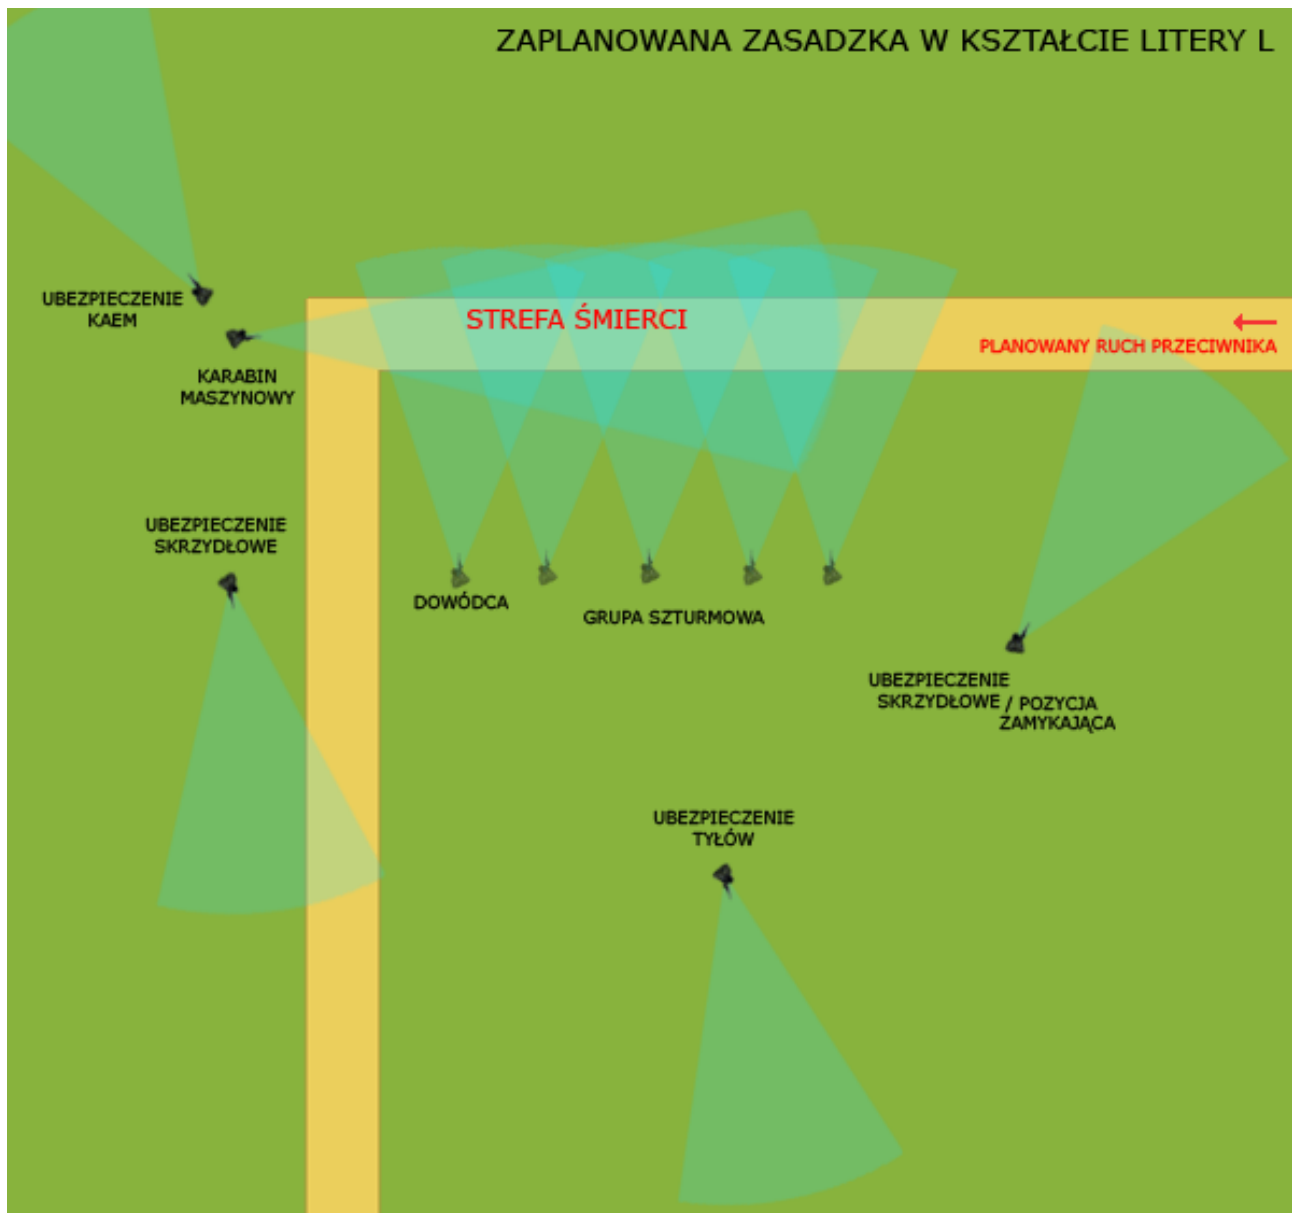 ZAPLANOWANA ZASADZKA W KSZTAŁCIE LITERY L
UBEZPIECZENIE
KAEM
STREFA ŚMIERCI
PLANOWANY RUCH PRZECIWNIKA
KARABIN
MASZYNOWY
UBEZPIECZENIE
SKRZYDŁOWE
DOWÓDCA
GRUPA SZTURMOWA
UBEZPIECZENIE
SKRZYDŁOWE / POZYCJA
ZAMYKAJĄCA
UBEZPIECZENIE
TYŁÓW